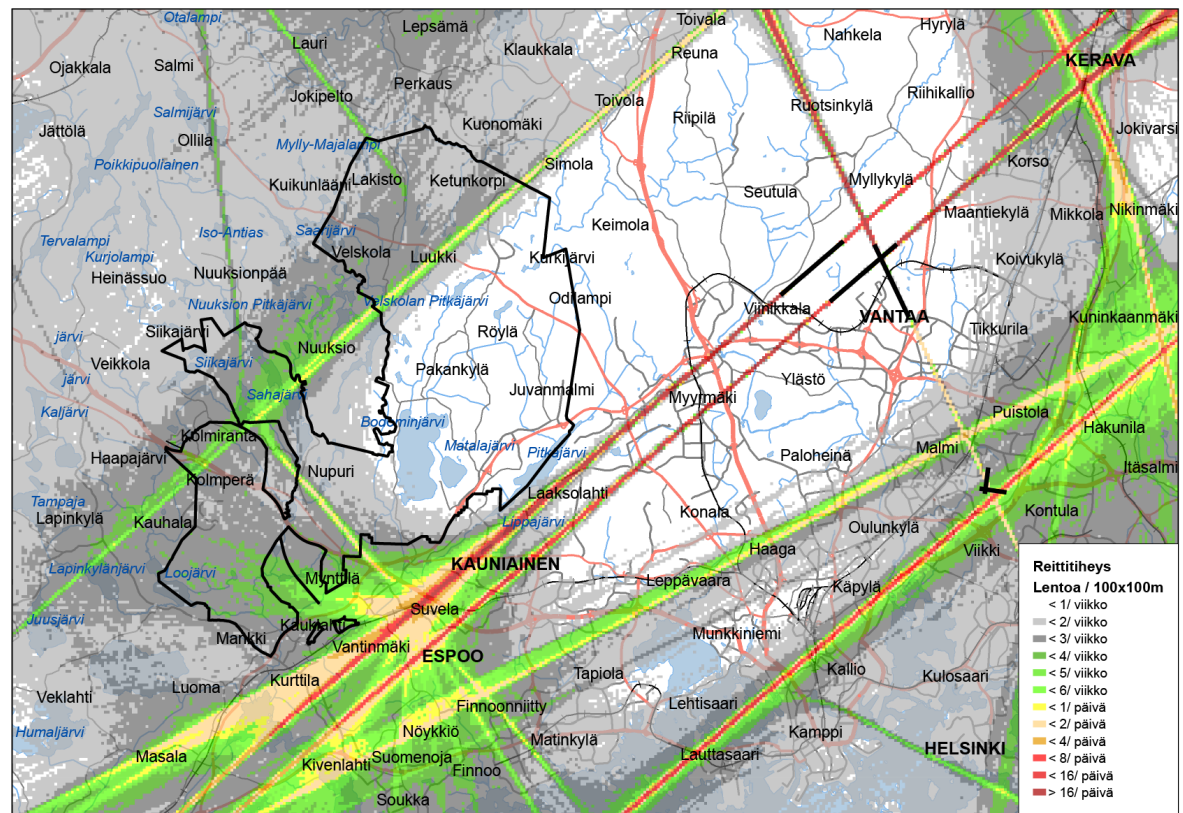 Otalampi
Lepsämä
Toivala
Hyrylä
Nahkela
Lauri
Klaukkala
Reuna
KERAVA
Salmi
Ojakkala
Perkaus
Jokipelto
Toivola
Ruotsinkylä
Riihikallio
Salmijärvi
Riipilä
Jättölä
Ollila
Kuonomäki
Jokivarsi
Mylly-Majalampi
Poikkipuoliainen
Simola
Korso
Kuikunlääni
Lakisto
Ketunkorpi
Seutula
Myllykylä
Maantiekylä
Mikkola
Nikinmäki
Keimola
Iso-Antias
Saarijärvi
Tervalampi
Velskola
Luukki
Kurkijärvi
Kurjolampi
Koivukylä
Heinässuo
Nuuksionpää
Odilampi
Nuuksion Pitkäjärvi
Velskolan Pitkäjärvi
Viinikkala
VANTAA
Kuninkaanmäki
Siikajärvi
Röylä
Tikkurila
järvi
Nuuksio
Veikkola
Siikajärvi
Pakankylä
järvi
Ylästö
Sahajärvi
Juvanmalmi
Myyrmäki
Kaljärvi
Puistola
Bodominjärvi
Hakunila
Kolmiranta
Matalajärvi
Pitkäjärvi
Malmi
Haapajärvi
Paloheinä
Nupuri
Itäsalmi
Kolmperä
Laaksolahti
Tampaja
Lapinkylä
Kauhala
Konala
Kontula
Lippajärvi
Oulunkylä
Haaga
Viikki
KAUNIAINEN
Lapinkylänjärvi
Loojärvi
Mynttilä
Leppävaara
Käpylä
Suvela
Juusjärvi
Kauklahti
Mankki
Munkkiniemi
Vantinmäki
ESPOO
Kallio
Tapiola
Kulosaari
Kurttila
Luoma
Veklahti
Lehtisaari
Finnoonniitty
Humaljärvi
Nöykkiö
Matinkylä
Kamppi
HELSINKI
Masala
Suomenoja
Lauttasaari
Kivenlahti
Finnoo
Soukka
Reittitiheys
Lentoa / 100x100m
< 1/ viikko
< 2/ viikko
< 3/ viikko
< 4/ viikko
< 5/ viikko
< 6/ viikko
< 1/ päivä
< 2/ päivä
< 4/ päivä
< 8/ päivä
< 16/ päivä
> 16/ päivä